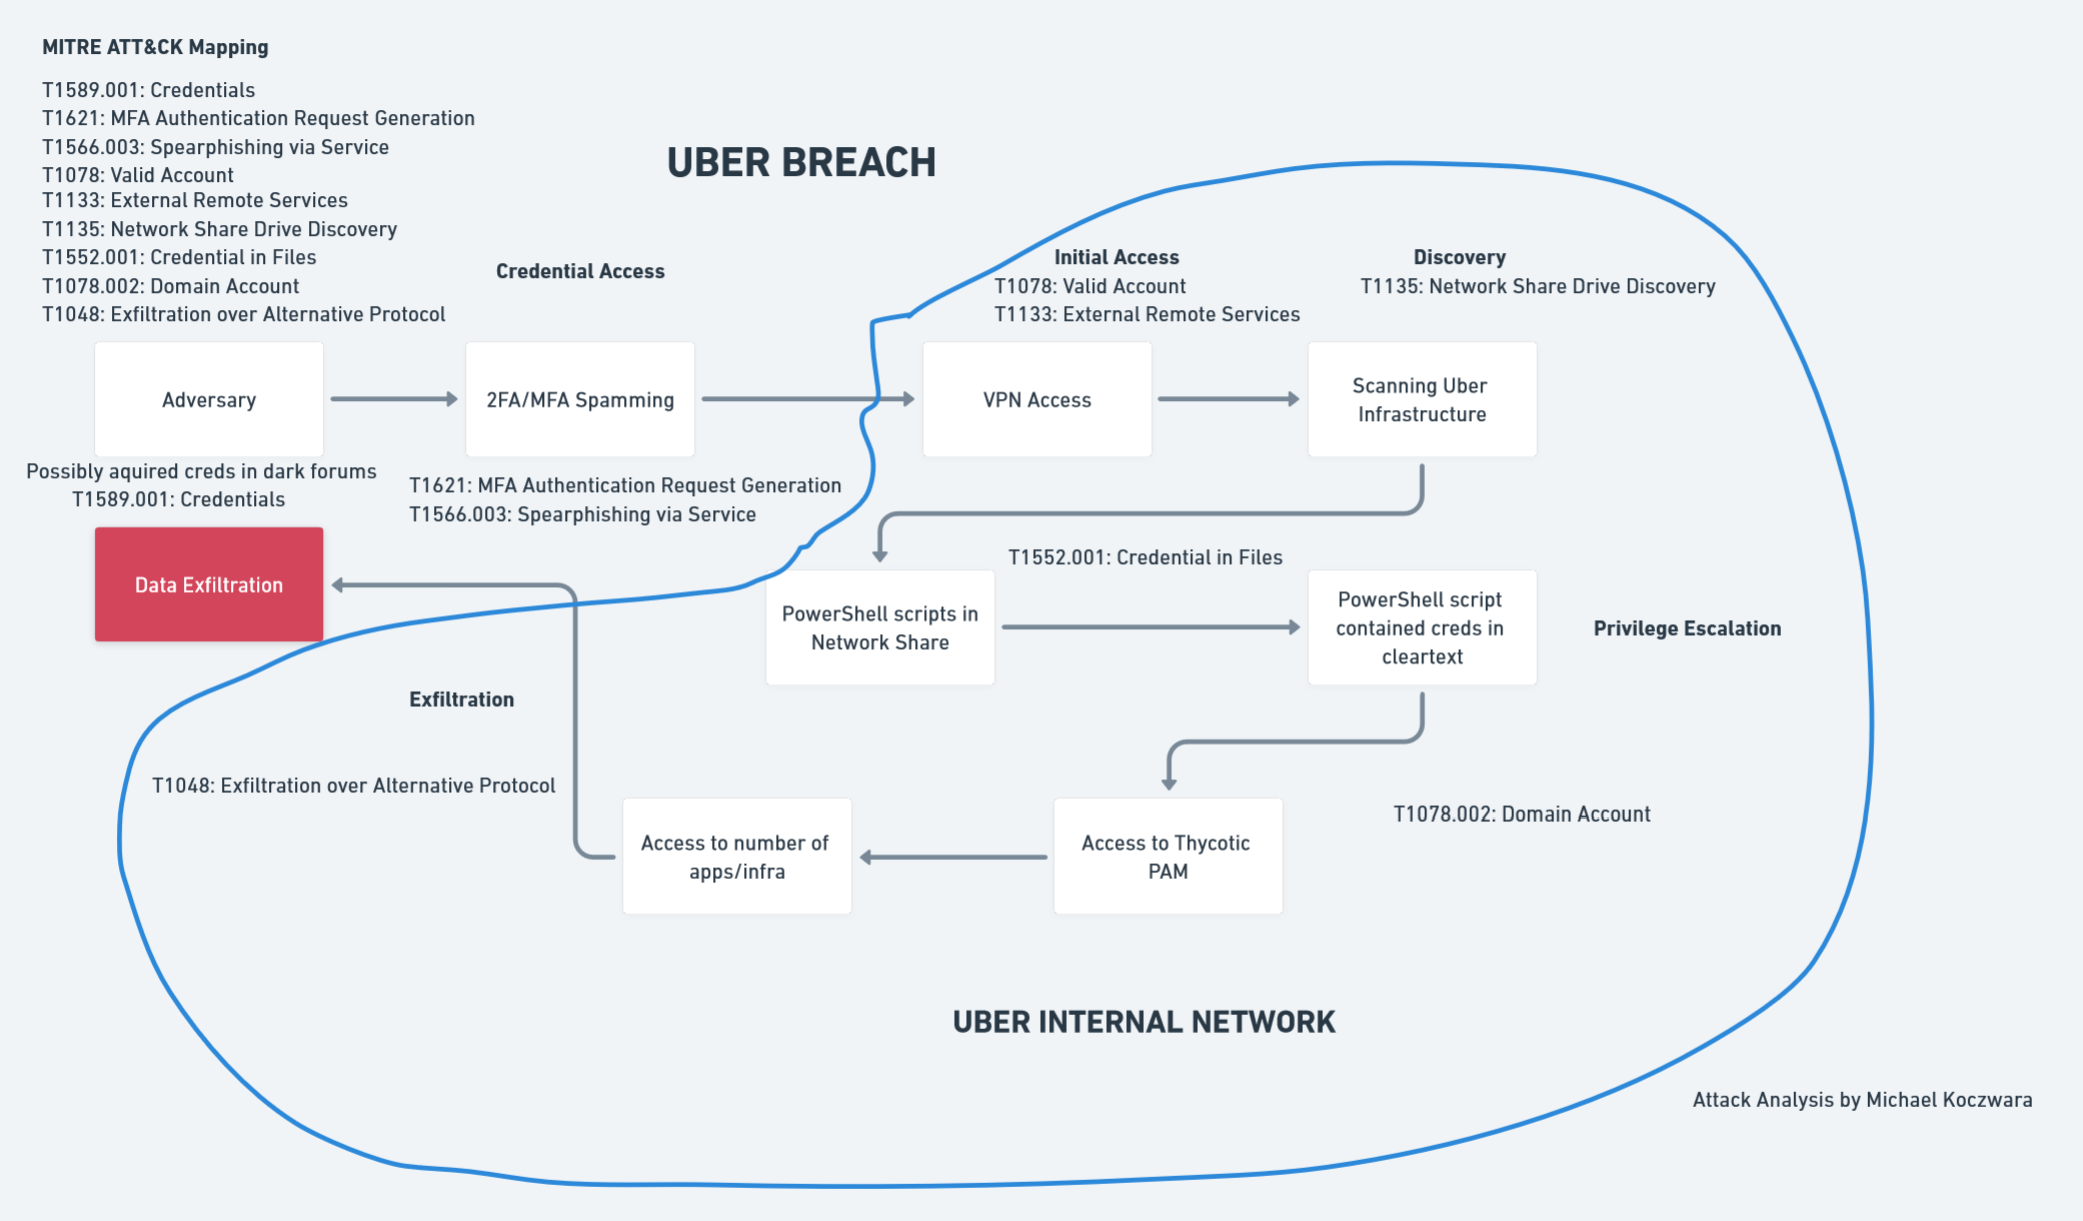 MITRE ATT&CK Mapping
T1589.001: Credentials
T1621: MFA Authentication Request Generation
T1566.003: Spearphishing via Service
T1078: Valid Account
T1133: External Remote Services
T1135: Network Share Drive Discovery
T1552.001: Credential in Files
T1078.002: Domain Account
T1048: Exfiltration over Alternative Protocol
UBER BREACH
Credential Access
Initial Access
T1078: Valid Account
T1133: External Remote Services
Discovery
T1135: Network Share Drive Discovery
Adversary
2FA/MFA Spamming
VPN Access
Scanning Uber
Infrastructure
Possibly aquired creds in dark forums
T1589.001: Credentials
T1621: MFA Authentication Request Generation
T1566.003: Spearphishing via Service
Data Exfiltration
T1552.001: Credential in Files
PowerShell scripts in
Network Share
PowerShell script
contained creds in
cleartext
Privilege Escalation
Exfiltration
T1048: Exfiltration over Alternative Protocol
Access to number of
apps/infra
Access to Thycotic
PAM
T1078.002: Domain Account
UBER INTERNAL NETWORK
Attack Analysis by Michael Koczwara